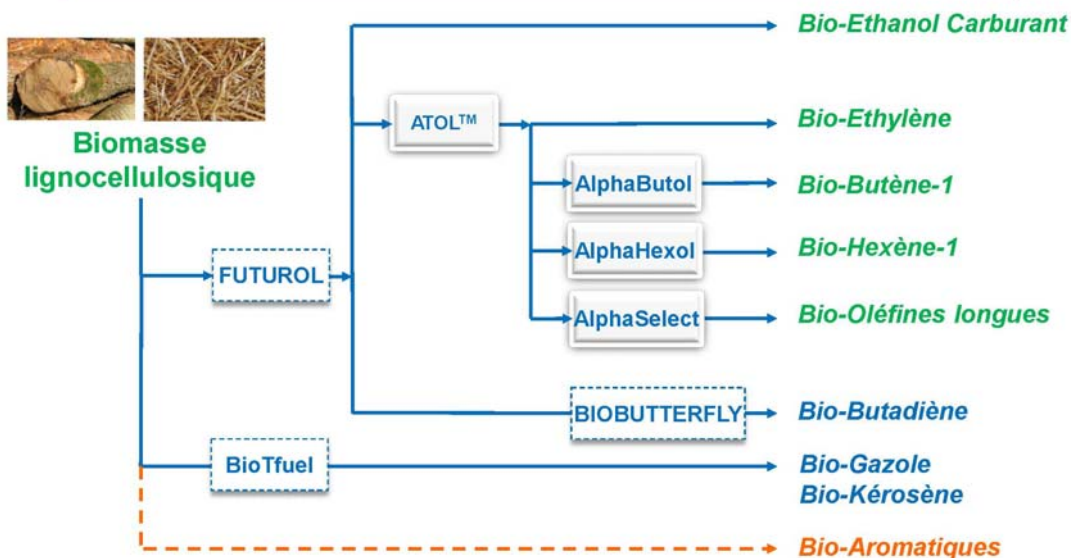 Bio-Ethanol Carburant
Biomasse
lignocellulosique
ATOL™
Bio-Ethylène
AlphaButol
Bio-Butène-1
AlphaHexol
Bio-Hexène-1
FUTUROL
AlphaSelect
Bio-Oléfines longues
BIOBUTTERFLY
Bio-Butadiène
BioTfuel
Bio-Gazole
Bio-Kérosène
Bio-Aromatiques